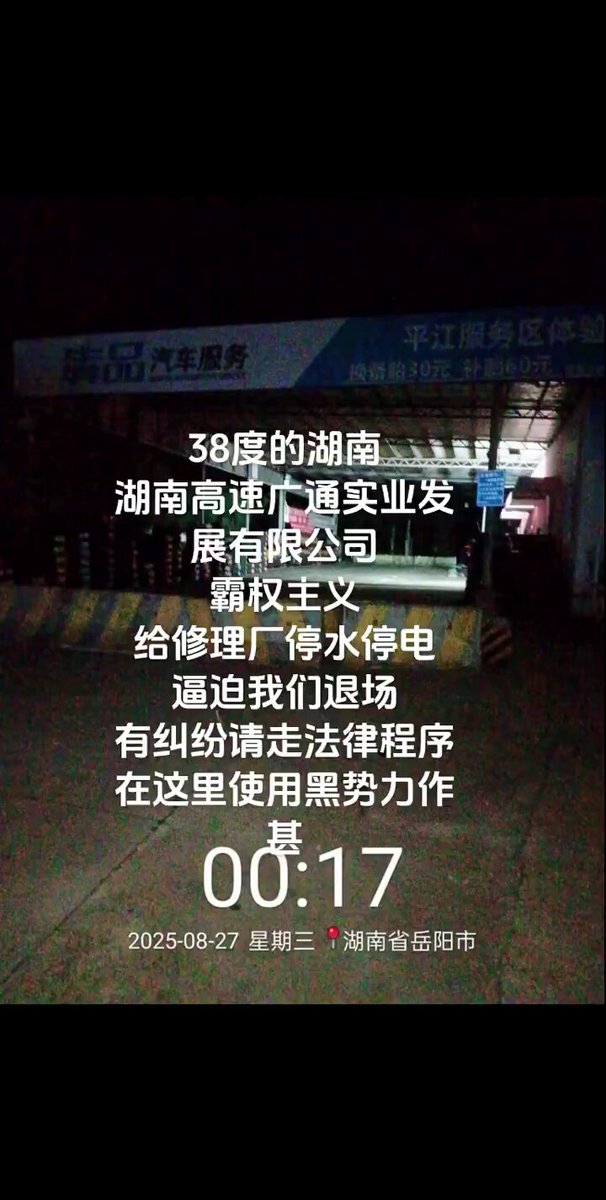 精品汽车服务
平江服务区体验
换备胎30元 补胎60元
38度的湖南
湖南高速广通实业发
展有限公司
霸权主义
给修理厂停水停电
逼迫我们退场
有纠纷请走法律程序
在这里使用黑势力作
甚
00:17
2025-08-27 星期三 湖南省岳阳市